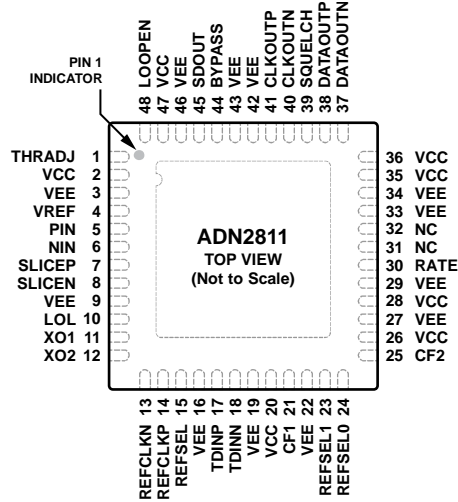 PIN 1
INDICATOR
48 LOOPEN
47 VCC
46 VEE
45 SDOUT
44 BYPASS
43 VEE
42 VEE
41 CLKOUTP
40 CLKOUTN
39 SQUELCH
38 DATAOUTP
37 DATAOUTN
THRADJ 1
VCC 2
VEE 3
VREF 4
PIN 5
NIN 6
SLICEP 7
SLICEN 8
VEE 9
LOL 10
XO1 11
XO2 12
ADN2811
TOP VIEW
(Not to Scale)
36 VCC
35 VCC
34 VEE
33 VEE
32 NC
31 NC
30 RATE
29 VEE
28 VCC
27 VEE
26 VCC
25 CF2
REFCLKN 13
REFCLKP 14
REFSEL 15
VEE 16
TDINP 17
TDINN 18
VEE 19
VCC 20
CF1 21
VEE 22
REFSEL1 23
REFSEL0 24